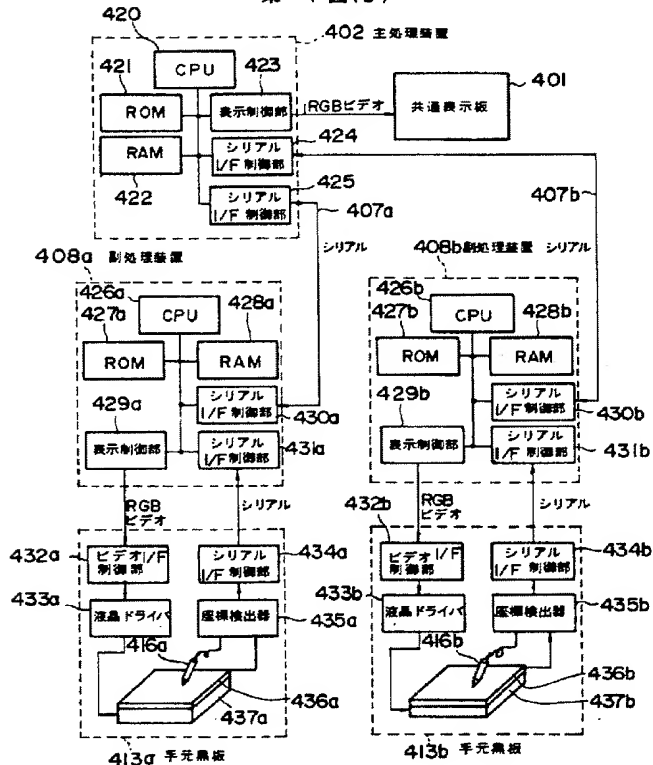 420
402 主処理装置
421
CPU
423
401
ROM
表示制御部
RGBビデオ
共通表示板
424
RAM
シリアル
I/F 制御部
425
422
シリアル
I/F 制御部
407a
407b
シリアル
408a 副処理装置
426a
427a
CPU
428a
ROM
RAM
429a
シリアル
I/F 制御部
430a
表示制御部
シリアル
I/F 制御部
431a
RGB
ビデオ
シリアル
432a
ビデオ I/F
制御部
シリアル
I/F 制御部
434a
433a
液晶ドライバ
座標検出器
435a
416a
436a
437a
413a 手元黒板
408b 副処理装置 シリアル
426b
427b
CPU
428b
ROM
RAM
429b
シリアル
I/F 制御部
430b
表示制御部
シリアル
I/F 制御部
431b
RGB
ビデオ
シリアル
432b
ビデオ I/F
制御部
シリアル
I/F 制御部
434b
433b
液晶ドライバ
座標検出器
435b
416b
436b
437b
413b 手元黒板